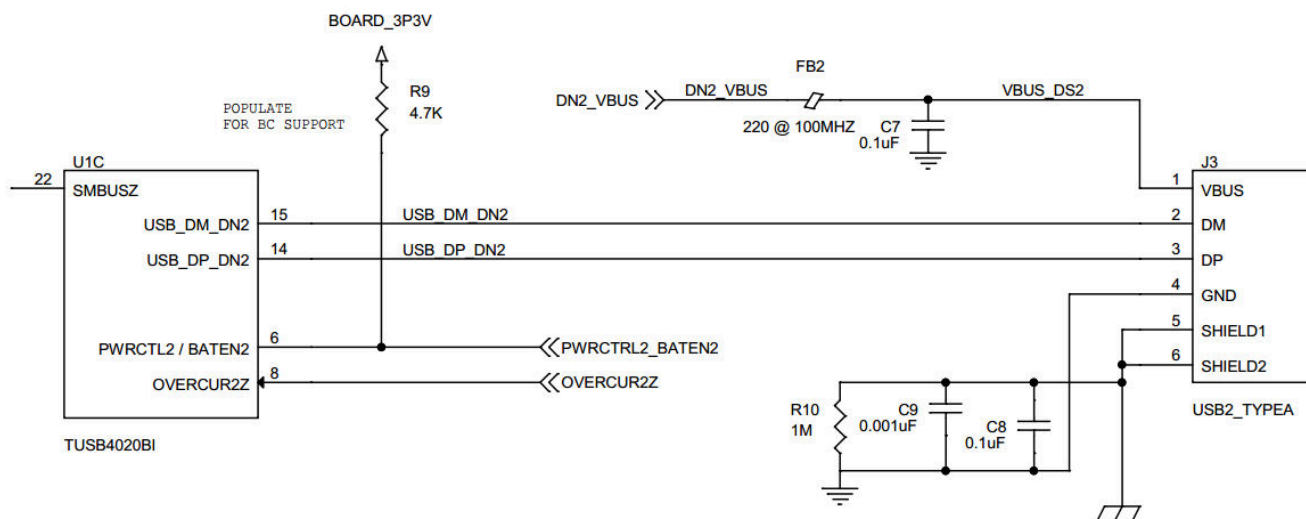 BOARD_3P3V
R9
4.7K
POPULATE
FOR BC SUPPORT
FB2
DN2_VBUS
DN2_VBUS
VBUS_DS2
220 @ 100MHZ
C7
0.1uF
U1C
22
SMBUSZ
USB_DM_DN2
15
USB_DM_DN2
USB_DP_DN2
14
USB_DP_DN2
PWRCTL2 / BATEN2
6
PWRCTRL2_BATEN2
OVERCUR2Z
8
OVERCUR2Z
TUSB4020BI
J3
1
VBUS
2
DM
3
DP
4
GND
5
SHIELD1
6
SHIELD2
USB2_TYPEA
R10
1M
C9
0.001uF
C8
0.1uF